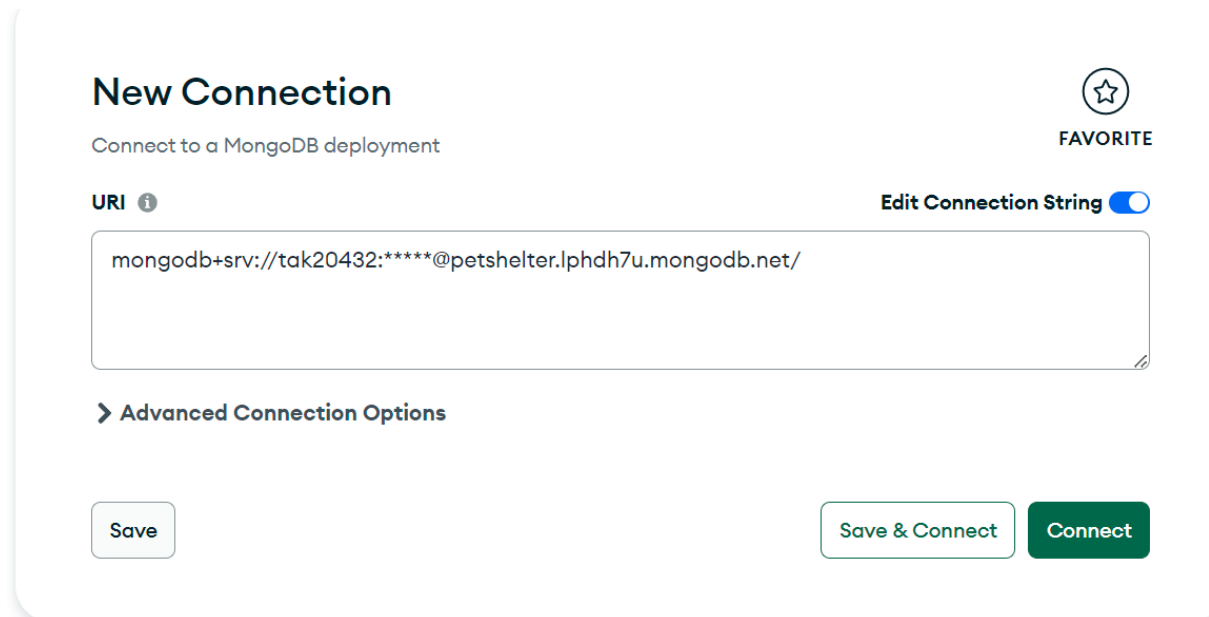 New Connection
FAVORITE
Connect to a MongoDB deployment
URI
Edit Connection String
mongodb+srv://tak20432:*****@petshelter.lphdh7u.mongodb.net/
Advanced Connection Options
Save
Save & Connect
Connect